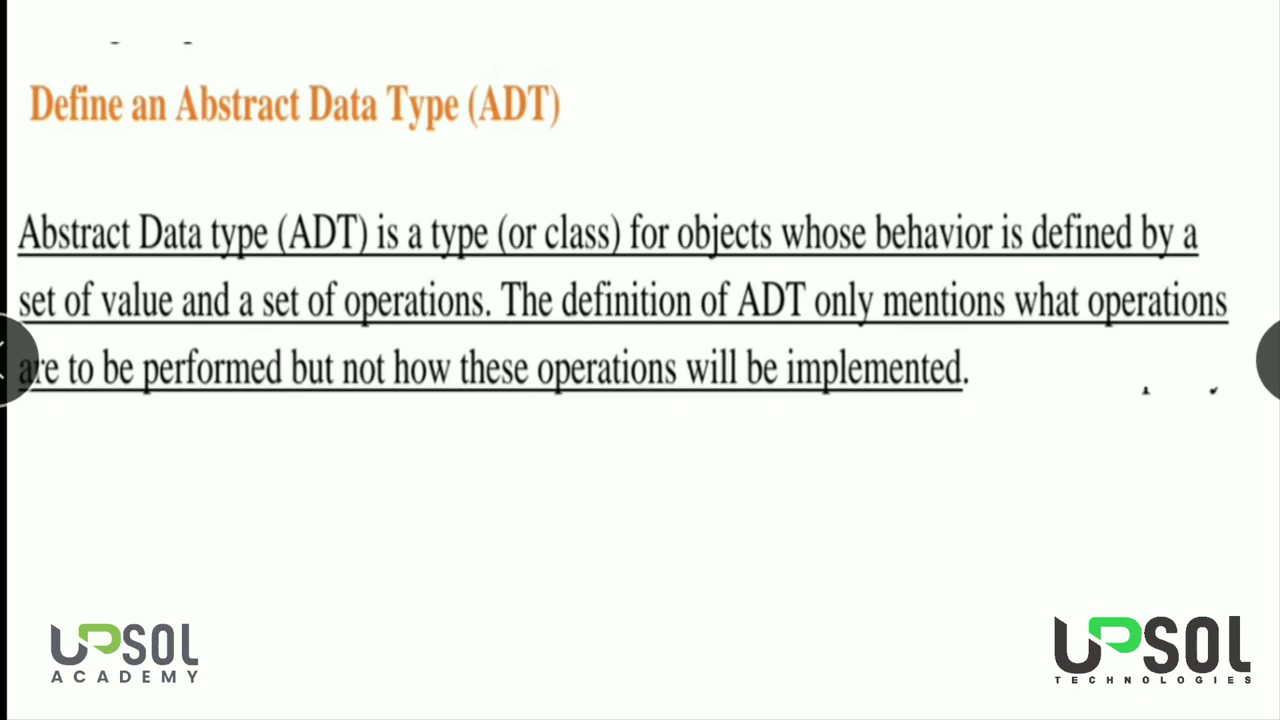 Define an Abstract Data Type (ADT)
Abstract Data type (ADT) is a type (or class) for objects whose behavior is defined by a
set of value and a set of operations. The definition of ADT only mentions what operations
are to be performed but not how these operations will be implemented.
UPSOL
ACADEMY
UPSOL
TECHNOLOGIES